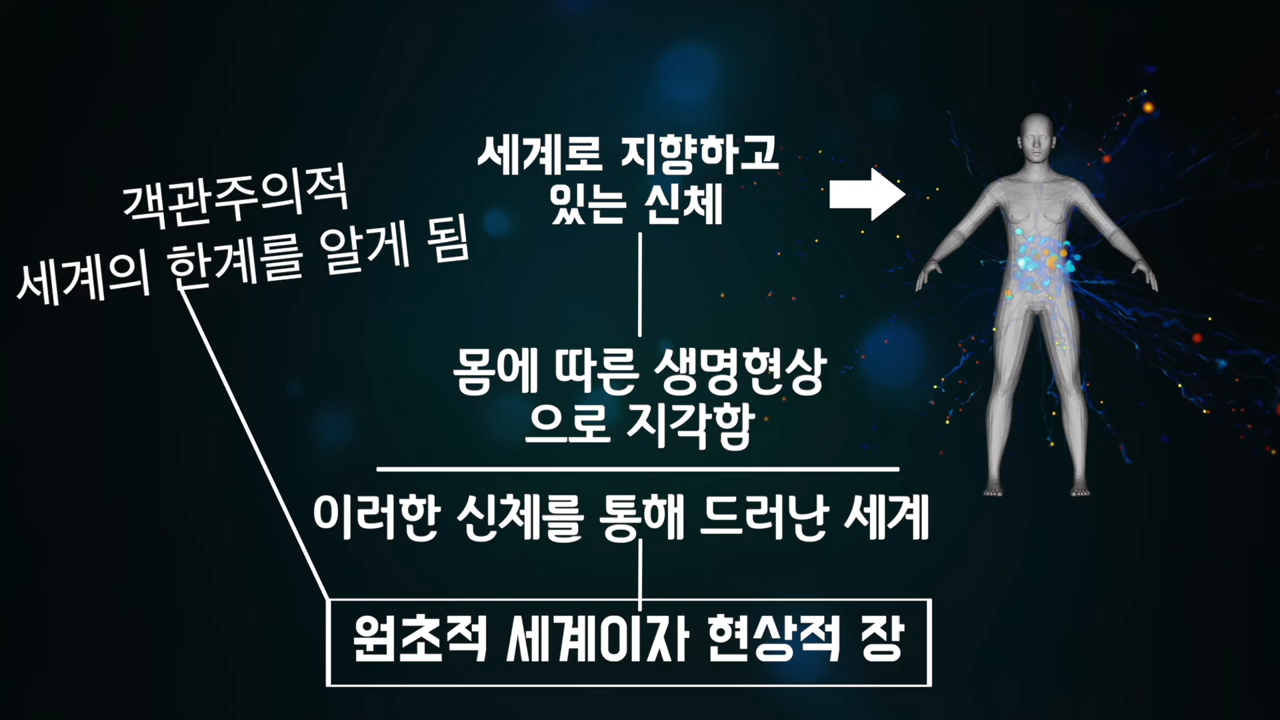 객관주의적
세계의 한계를 알게 됨
세계로 지향하고
있는 신체
몸에 따른 생명현상
으로 지각함
이러한 신체를 통해 드러난 세계
원초적 세계이자 현상적 장